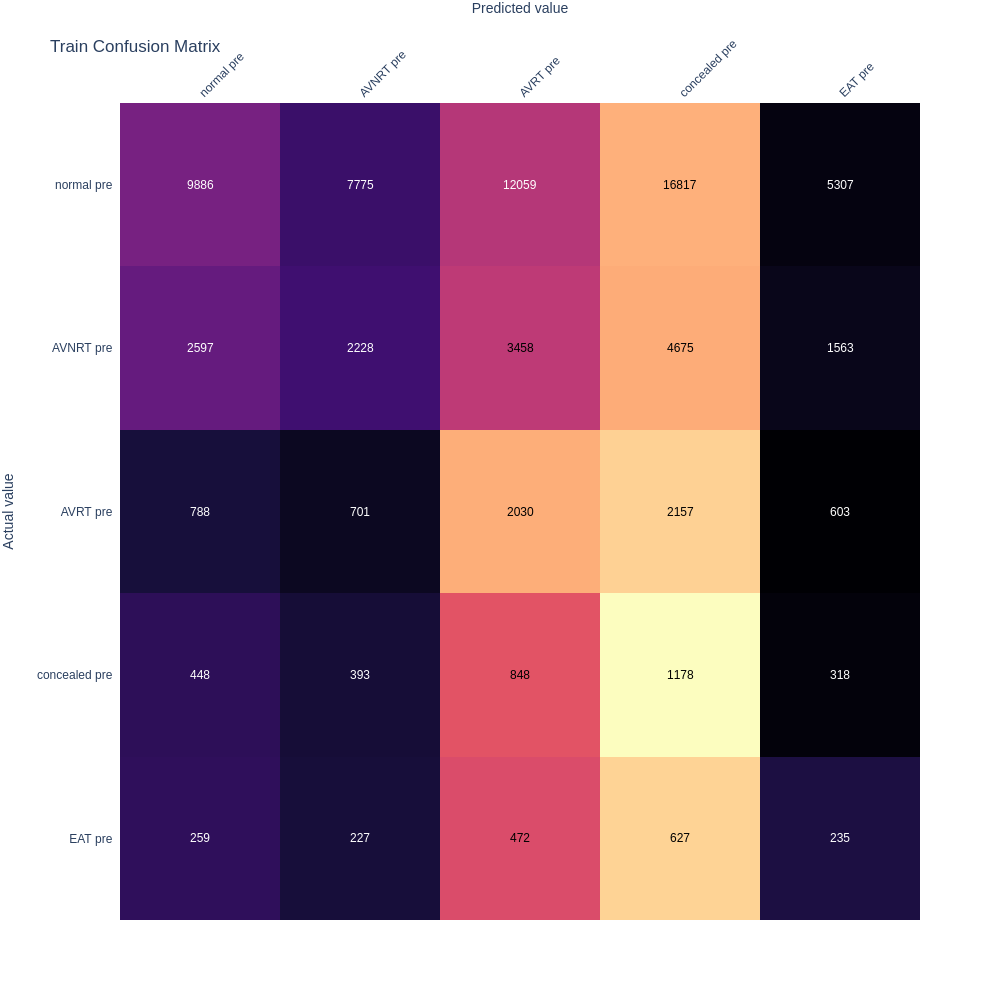 Predicted value
Train Confusion Matrix
normal pre
AVNRT pre
AVRT pre
concealed pre
EAT pre
normal pre 9886 7775 12059 16817 5307
AVNRT pre 2597 2228 3458 4675 1563
Actual value
AVRT pre 788 701 2030 2157 603
concealed pre 448 393 848 1178 318
EAT pre 259 227 472 627 235